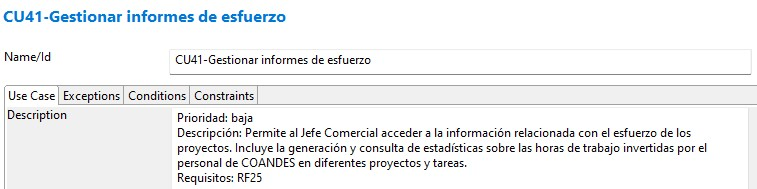 CU41-Gestionar informes de esfuerzo
Name/Id CU41-Gestionar informes de esfuerzo
Use Case Exceptions Conditions Constraints
Description Prioridad: baja
Descripción: Permite al Jefe Comercial acceder a la información relacionada con el esfuerzo de los
proyectos. Incluye la generación y consulta de estadísticas sobre las horas de trabajo invertidas por el
personal de COANDES en diferentes proyectos y tareas.
Requisitos: RF25